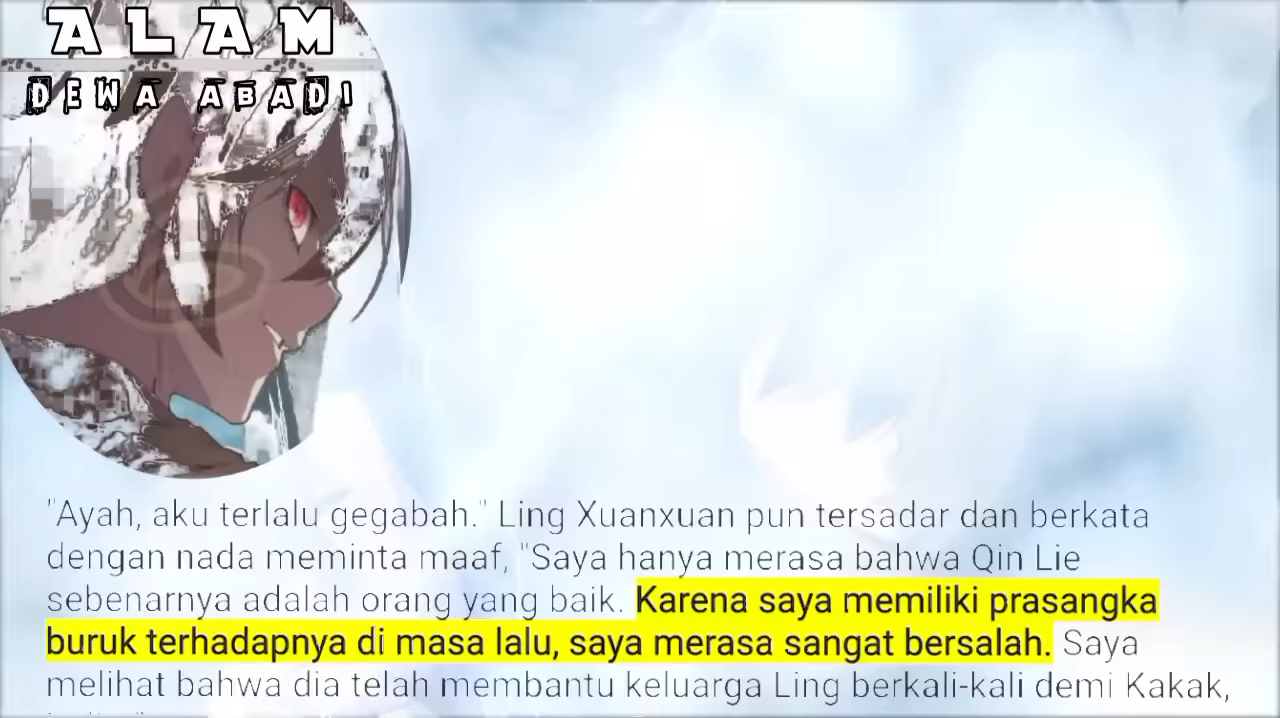 ALAM
DEWA ABADI
"Ayah, aku terlalu gegabah." Ling Xuanxuan pun tersadar dan berkata
dengan nada meminta maaf, "Saya hanya merasa bahwa Qin Lie
sebenarnya adalah orang yang baik. Karena saya memiliki prasangka
buruk terhadapnya di masa lalu, saya merasa sangat bersalah. Saya
melihat bahwa dia telah membantu keluarga Ling berkali-kali demi Kakak,